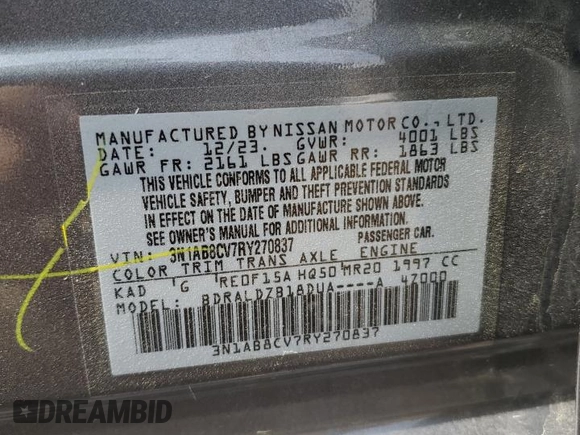 MANUFACTURED BY NISSAN MOTOR CO., LTD.
DATE: 12/23. GVWR: 4001 LBS
GAWR FR: 2161 LBS GAWR RR: 1863 LBS
THIS VEHICLE CONFORMS TO ALL APPLICABLE FEDERAL MOTOR
VEHICLE SAFETY, BUMPER AND THEFT PREVENTION STANDARDS
IN EFFECT ON THE DATE OF MANUFACTURE SHOWN ABOVE.
SEE OWNER'S MANUAL FOR ADDITIONAL INFORMATION.
VIN: 3N1AB8CV7RY270837 PASSENGER CAR.
COLOR TRIM TRANS AXLE ENGINE
KAD 'G RE0F15A HQ50 MR20 1997 CC
MODEL: BDRALDZB18DUA----A 47000
3N1AB8CV7RY270837
DREAMBID